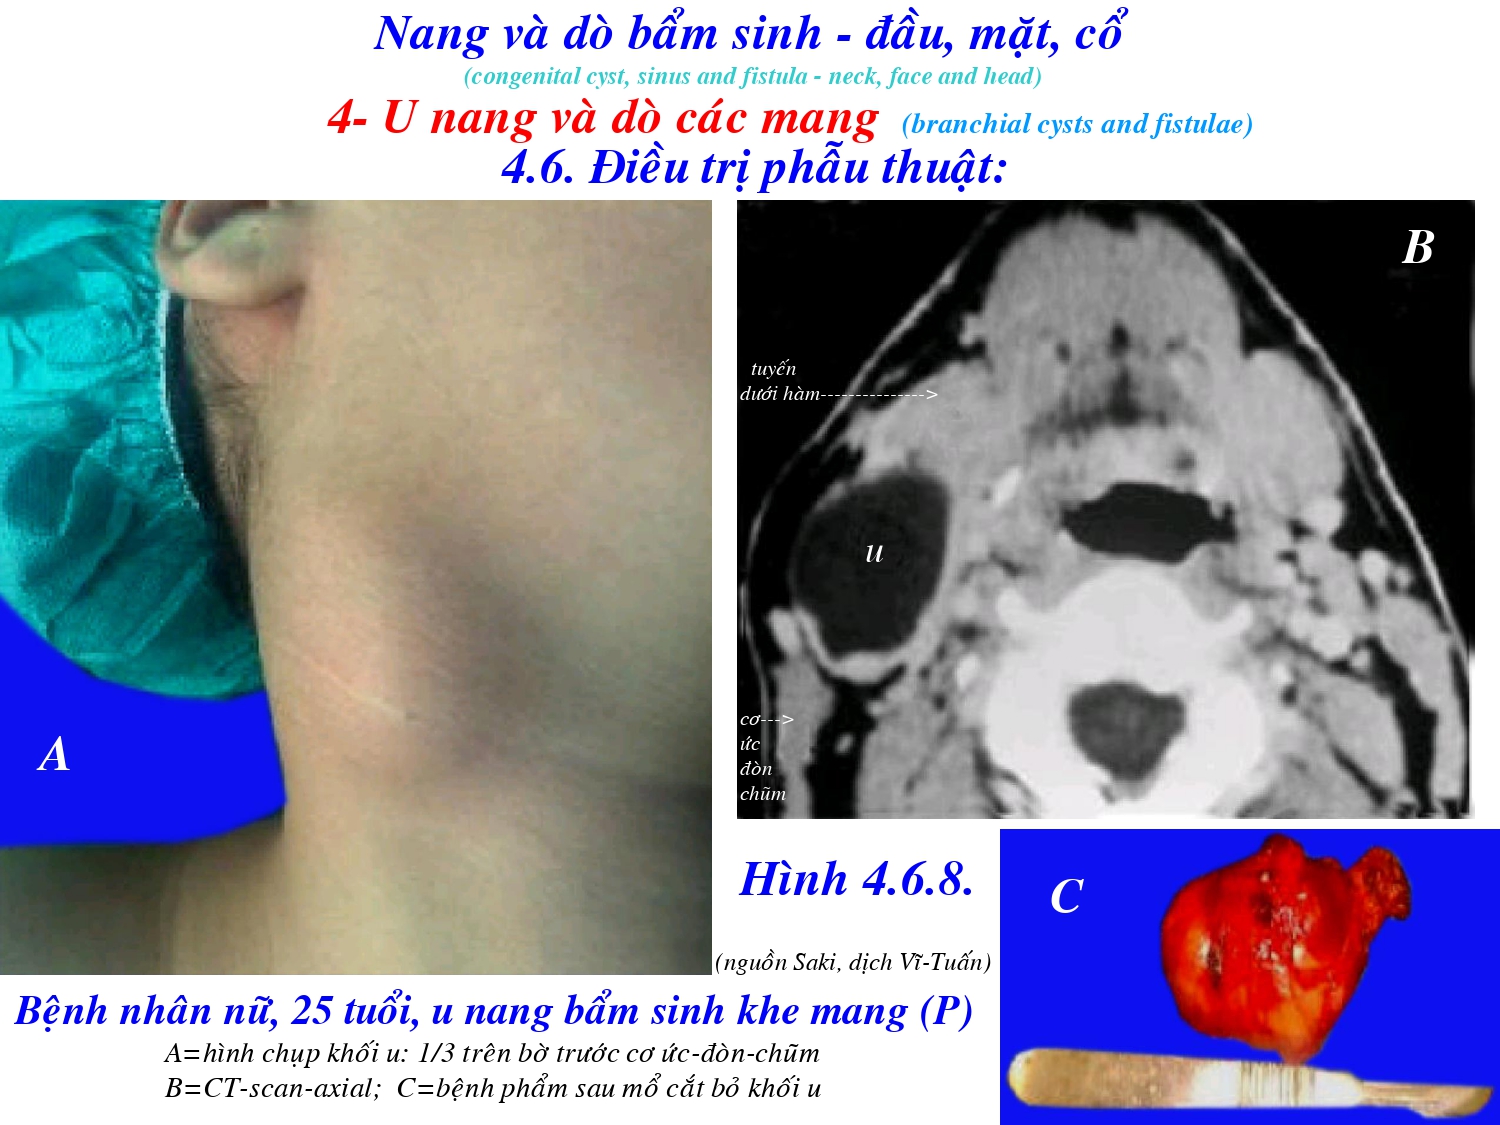 Nang và dò bẩm sinh - đầu, mặt, cổ
(congenital cyst, sinus and fistula - neck, face and head)
4- U nang và dò các mang (branchial cysts and fistulae)
4.6. Điều trị phẫu thuật:
A
B
tuyến
dưới hàm--------------->
u
cơ--->
ức
đòn
chũm
Hình 4.6.8.
C
(nguồn Saki, dịch Vĩ-Tuấn)
Bệnh nhân nữ, 25 tuổi, u nang bẩm sinh khe mang (P)
A=hình chụp khối u: 1/3 trên bờ trước cơ ức-đòn-chũm
B=CT-scan-axial; C=bệnh phẩm sau mổ cắt bỏ khối u